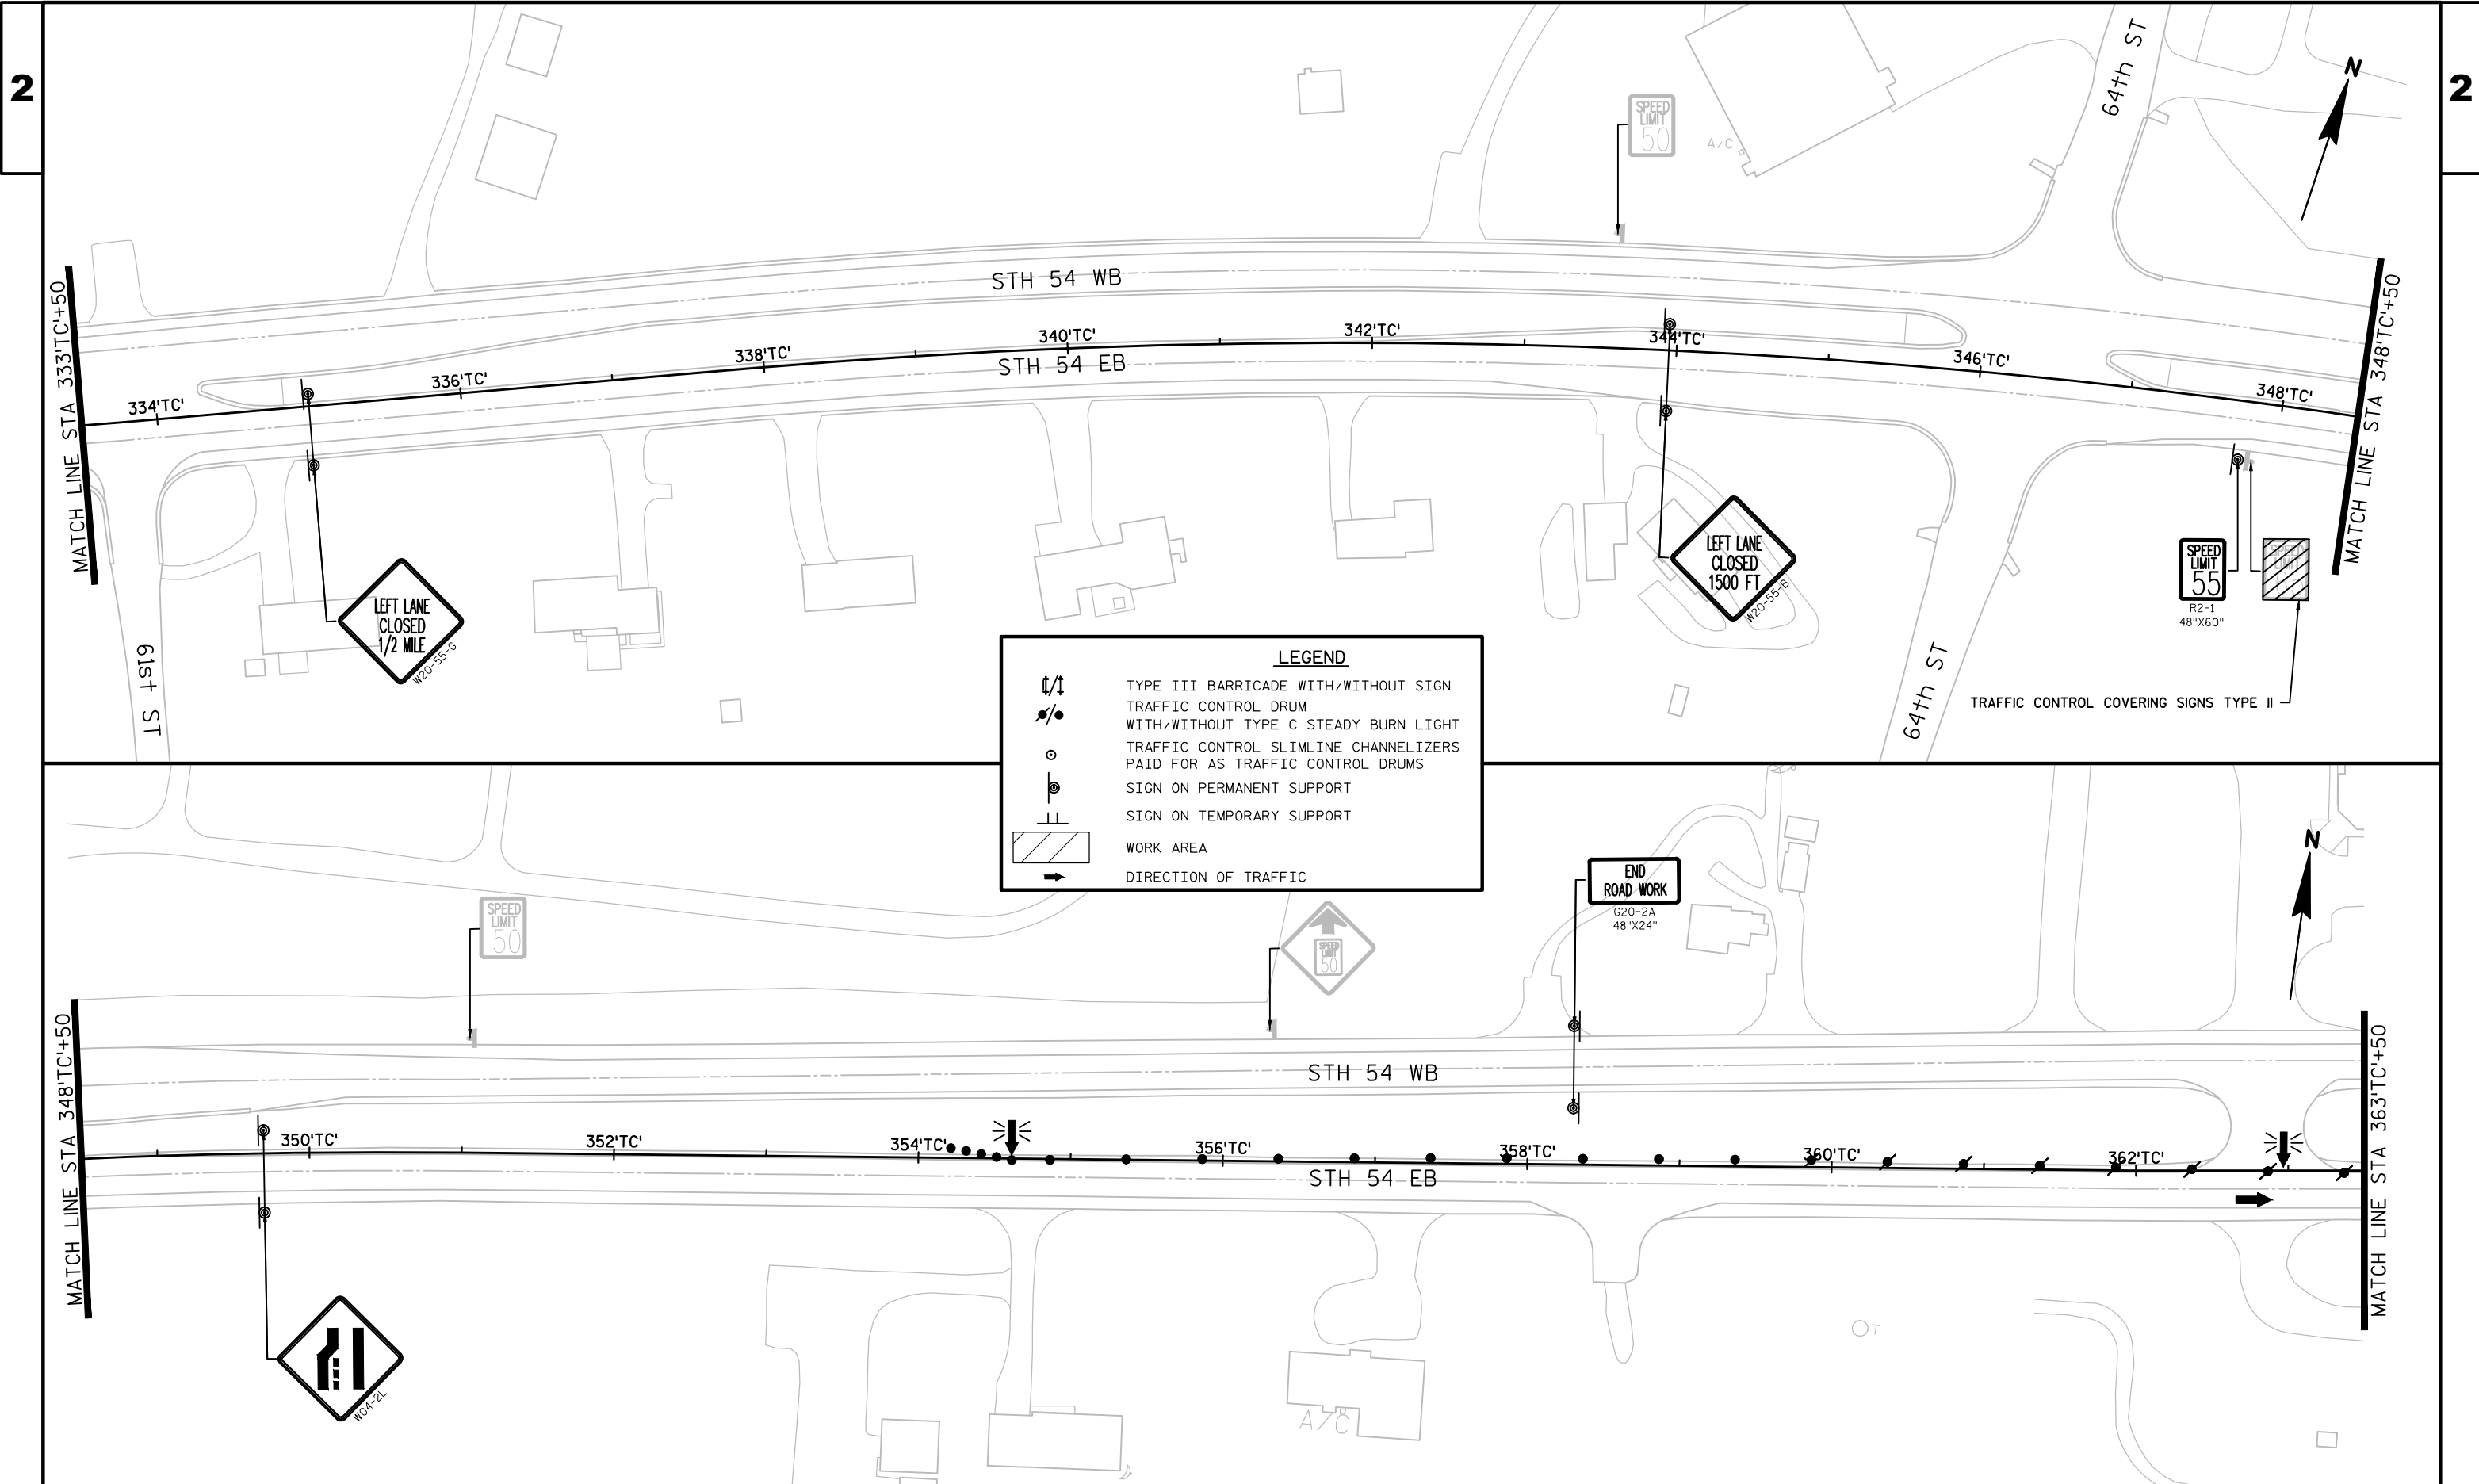 2
2
64th ST
N
SPEED
LIMIT
50
A/C
MATCH LINE STA 333'TC'+50
STH 54 WB
334'TC'
336'TC'
338'TC'
340'TC'
342'TC'
344'TC'
346'TC'
348'TC'
STH 54 EB
MATCH LINE STA 348'TC'+50
LEFT LANE
CLOSED
1/2 MILE
W20-55-G
61st ST
LEFT LANE
CLOSED
1500 FT
W20-55-B
64th ST
SPEED
LIMIT
55
R2-1
48"X60"
SPEED
LIMIT
TRAFFIC CONTROL COVERING SIGNS TYPE II
LEGEND
TYPE III BARRICADE WITH/WITHOUT SIGN
TRAFFIC CONTROL DRUM
WITH/WITHOUT TYPE C STEADY BURN LIGHT
TRAFFIC CONTROL SLIMLINE CHANNELIZERS
PAID FOR AS TRAFFIC CONTROL DRUMS
SIGN ON PERMANENT SUPPORT
SIGN ON TEMPORARY SUPPORT
WORK AREA
DIRECTION OF TRAFFIC
N
SPEED
LIMIT
50
SPEED
LIMIT
50
END
ROAD WORK
G20-2A
48"X24"
MATCH LINE STA 348'TC'+50
STH 54 WB
350'TC'
352'TC'
354'TC'
356'TC'
358'TC'
360'TC'
362'TC'
STH 54 EB
MATCH LINE STA 363'TC'+50
W04-2L
A/C
T